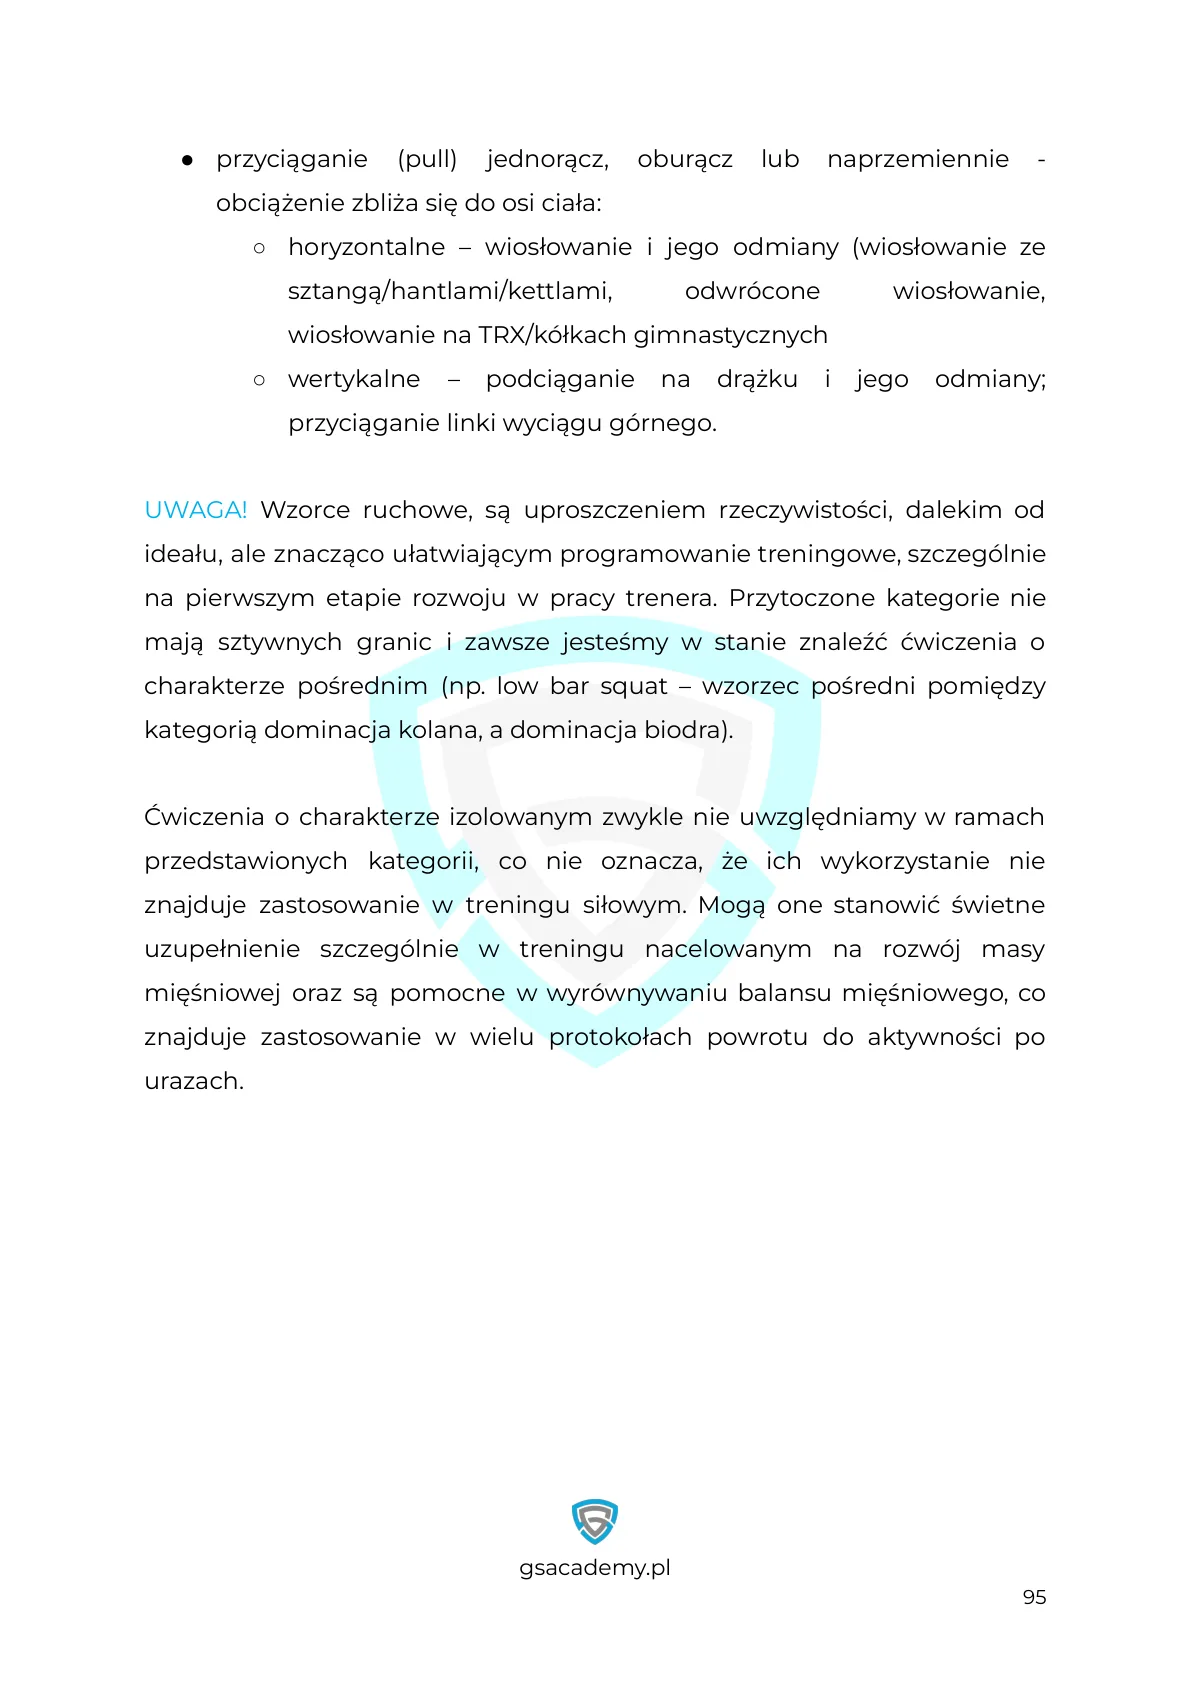 ● przyciąganie (pull) jednorącz, oburącz lub naprzemiennie -
obciążenie zbliża się do osi ciała:
○ horyzontalne – wiosłowanie i jego odmiany (wiosłowanie ze
sztangą/hantlami/kettlami, odwrócone wiosłowanie,
wiosłowanie na TRX/kółkach gimnastycznych
○ wertykalne – podciąganie na drążku i jego odmiany;
przyciąganie linki wyciągu górnego.
UWAGA! Wzorce ruchowe, są uproszczeniem rzeczywistości, dalekim od
ideału, ale znacząco ułatwiającym programowanie treningowe, szczególnie
na pierwszym etapie rozwoju w pracy trenera. Przytoczone kategorie nie
mają sztywnych granic i zawsze jesteśmy w stanie znaleźć ćwiczenia o
charakterze pośrednim (np. low bar squat – wzorzec pośredni pomiędzy
kategorią dominacja kolana, a dominacja biodra).
Ćwiczenia o charakterze izolowanym zwykle nie uwzględniamy w ramach
przedstawionych kategorii, co nie oznacza, że ich wykorzystanie nie
znajduje zastosowanie w treningu siłowym. Mogą one stanowić świetne
uzupełnienie szczególnie w treningu nacelowanym na rozwój masy
mięśniowej oraz są pomocne w wyrównywaniu balansu mięśniowego, co
znajduje zastosowanie w wielu protokołach powrotu do aktywności po
urazach.
gsacademy.pl
95